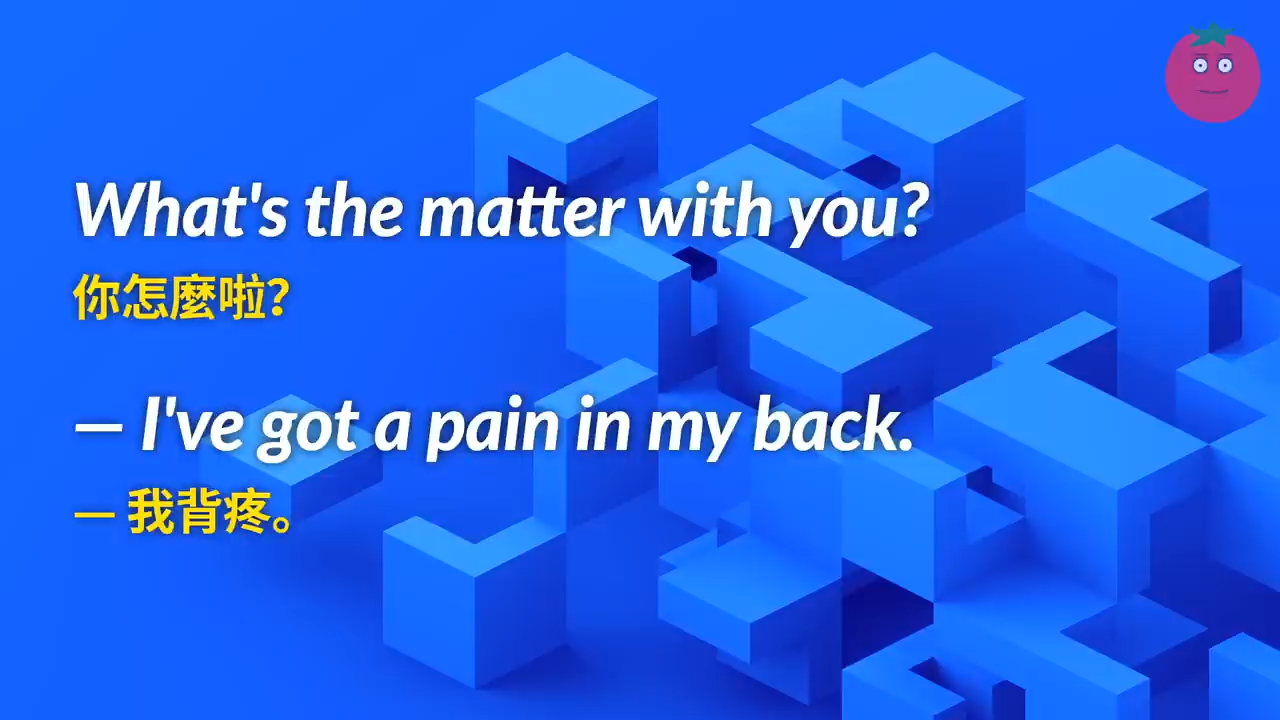 What's the matter with you?
你怎麼啦?
— I've got a pain in my back.
— 我背疼。